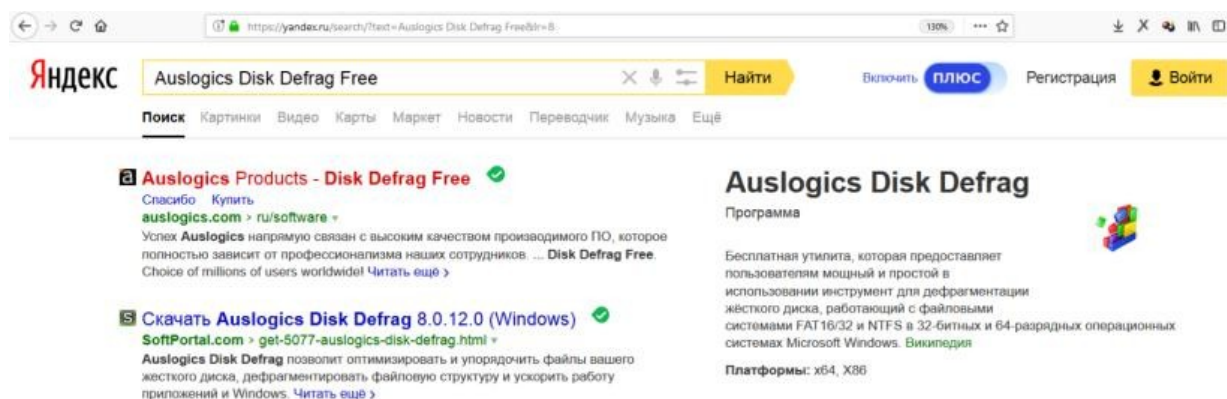 https://yandex.ru/search/?text=Auslogics Disk Defrag Free&lr=8
130%
Яндекс
Auslogics Disk Defrag Free
Найти
Включить ПЛЮС
Регистрация
Войти
Поиск Картинки Видео Карты Маркет Новости Переводчик Музыка Ещё
Auslogics Products - Disk Defrag Free
Спасибо Купить
auslogics.com › ru/software
Успех Auslogics напрямую связан с высоким качеством производимого ПО, которое
полностью зависит от профессионализма наших сотрудников. ... Disk Defrag Free.
Choice of millions of users worldwide! Читать ещё ›
Скачать Auslogics Disk Defrag 8.0.12.0 (Windows)
SoftPortal.com › get-5077-auslogics-disk-defrag.html
Auslogics Disk Defrag позволит оптимизировать и упорядочить файлы вашего
жесткого диска, дефрагментировать файловую структуру и ускорить работу
приложений и Windows. Читать ещё ›
Auslogics Disk Defrag
Программа
Бесплатная утилита, которая предоставляет
пользователям мощный и простой в
использовании инструмент для дефрагментации
жёсткого диска, работающий с файловыми
системами FAT16/32 и NTFS в 32-битных и 64-разрядных операционных
системах Microsoft Windows. Википедия
Платформы: x64, X86